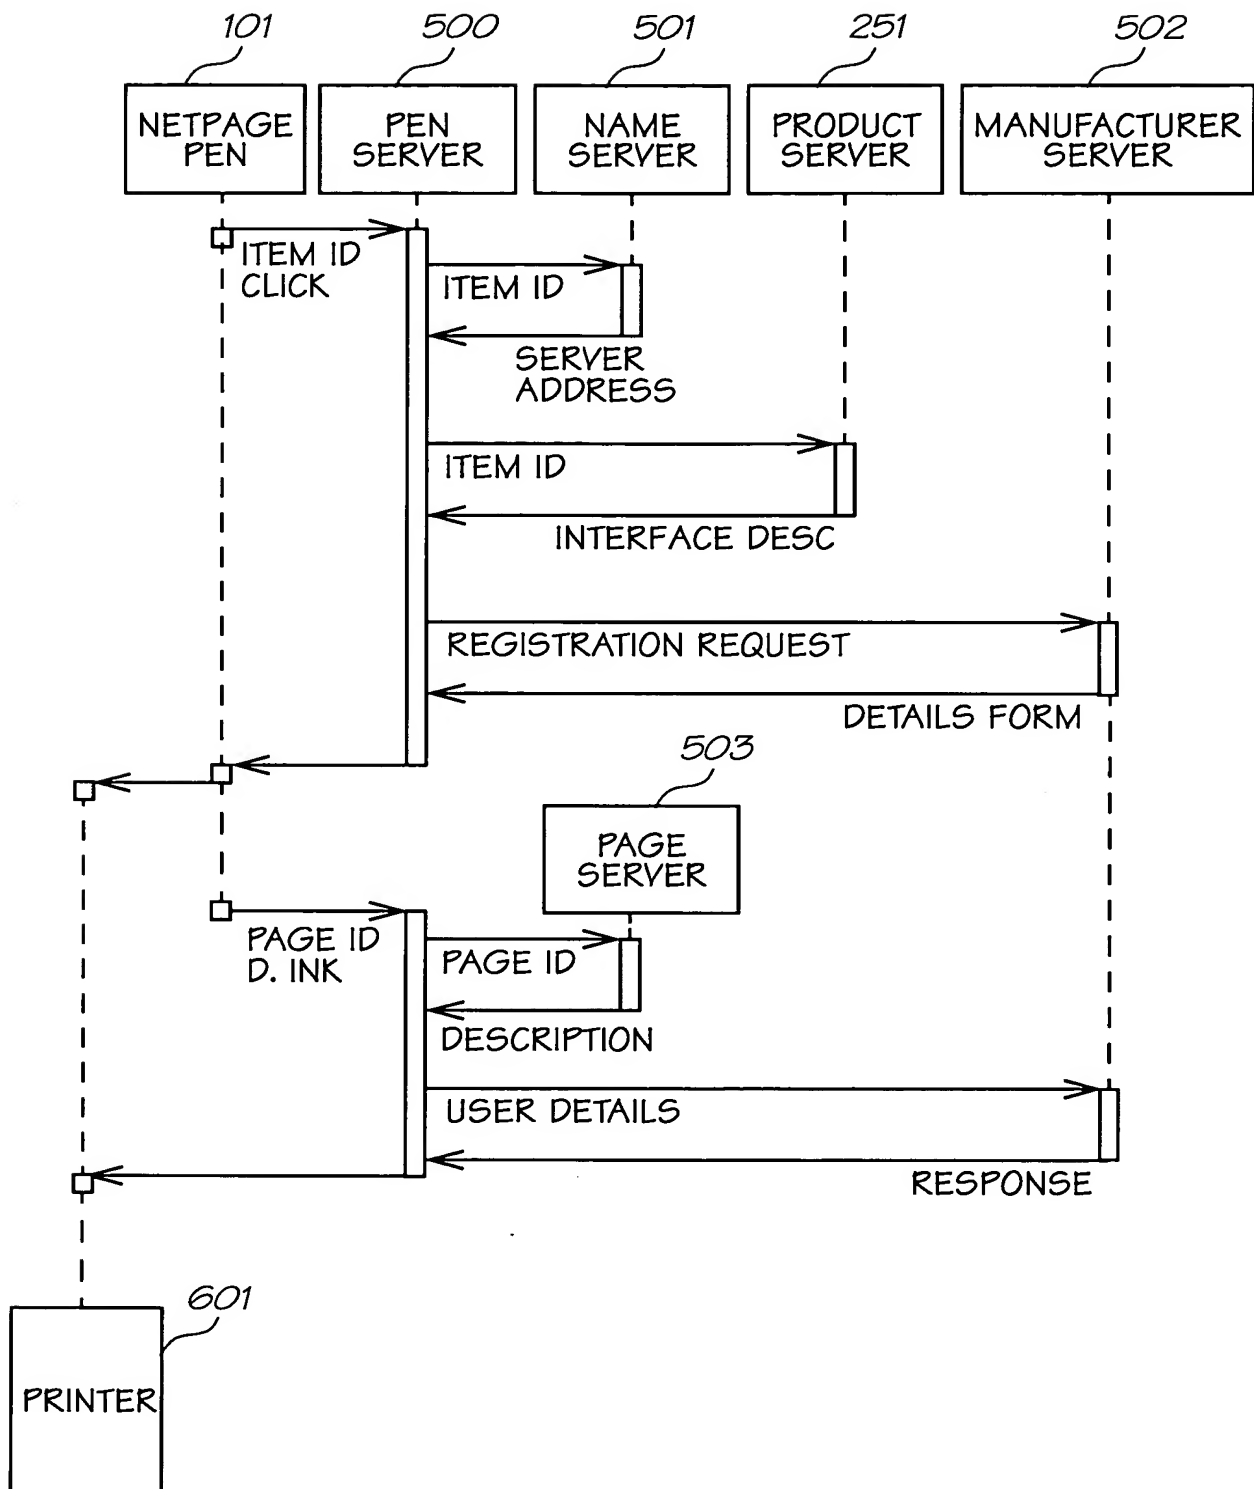 101
500
501
251
502
NETPAGE
PEN
PEN
SERVER
NAME
SERVER
PRODUCT
SERVER
MANUFACTURER
SERVER
ITEM ID
CLICK
ITEM ID
SERVER
ADDRESS
ITEM ID
INTERFACE DESC
REGISTRATION REQUEST
DETAILS FORM
503
PAGE
SERVER
PAGE ID
D. INK
PAGE ID
DESCRIPTION
USER DETAILS
RESPONSE
601
PRINTER